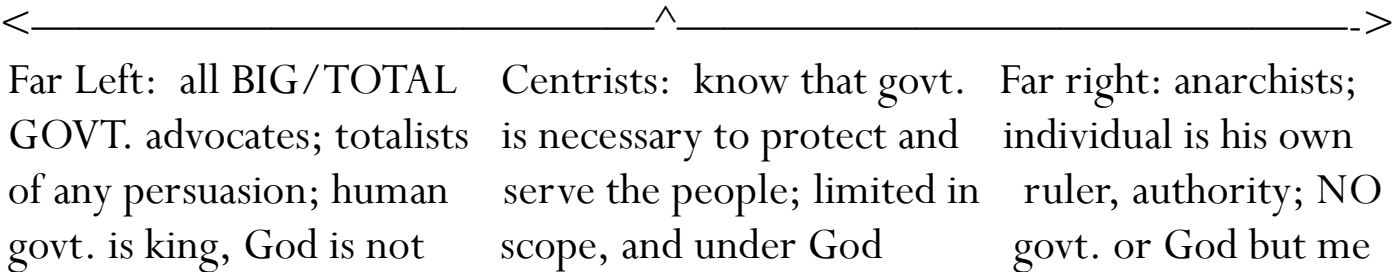 <—————————————^——————————————->
Far Left: all BIG/TOTAL Centrists: know that govt. Far right: anarchists;
GOVT. advocates; totalists is necessary to protect and individual is his own
of any persuasion; human serve the people; limited in ruler, authority; NO
govt. is king, God is not scope, and under God govt. or God but me